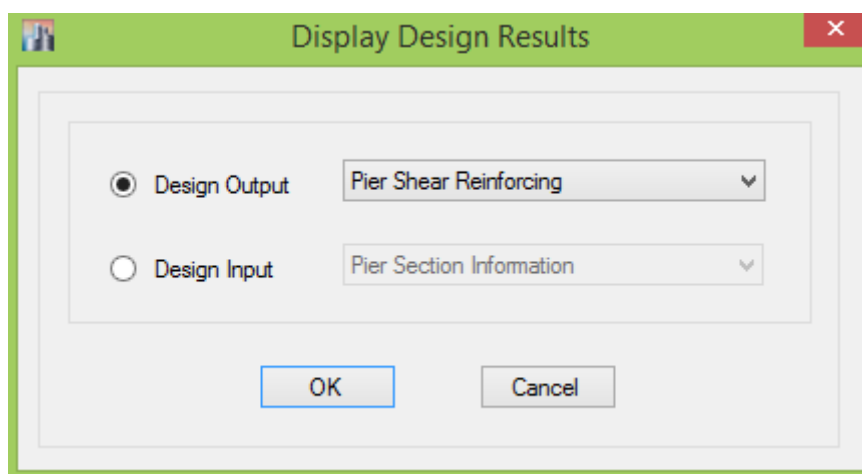 Display Design Results
Design Output Pier Shear Reinforcing
Design Input Pier Section Information
OK Cancel